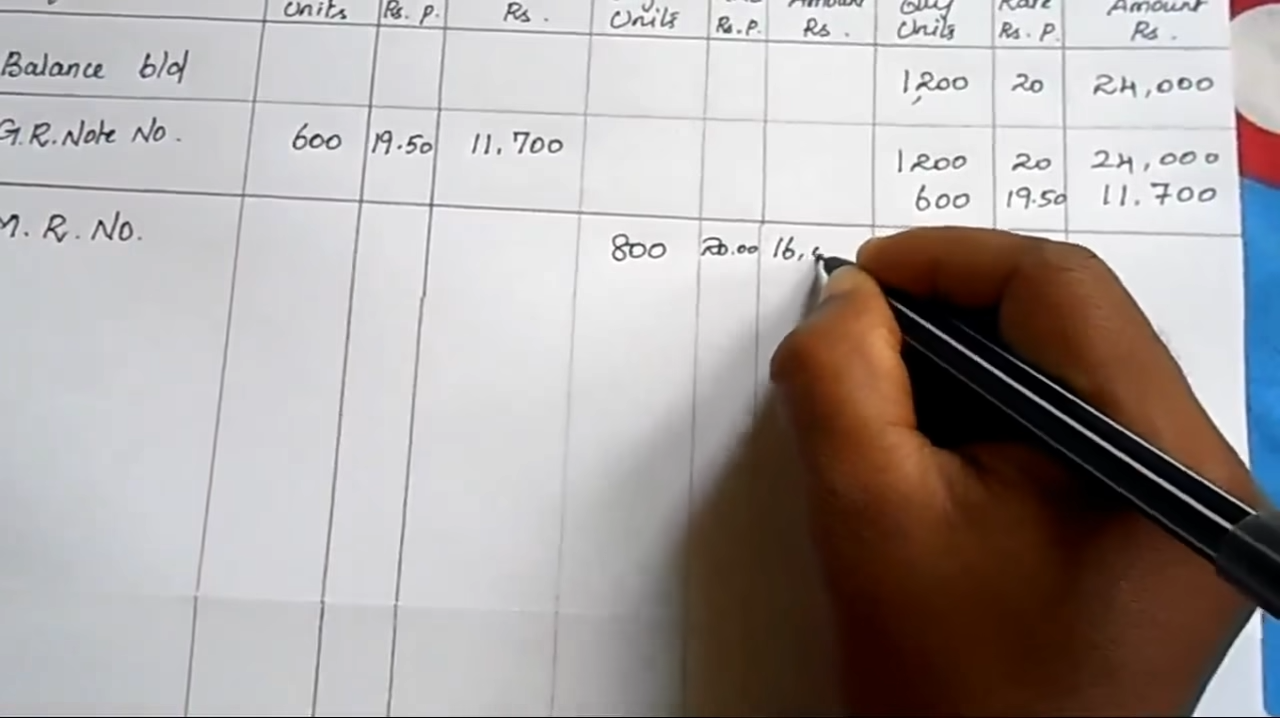 Units Rs. P. Rs. Units Rs. P. Rs. Units Rs. P. Amount Rs.
Balance b/d 1,200 20 24,000
G.R. Note No. 600 19.50 11.700 1200 20 24,000
600 19.50 11.700
M. R. No. 800 20.00 16,